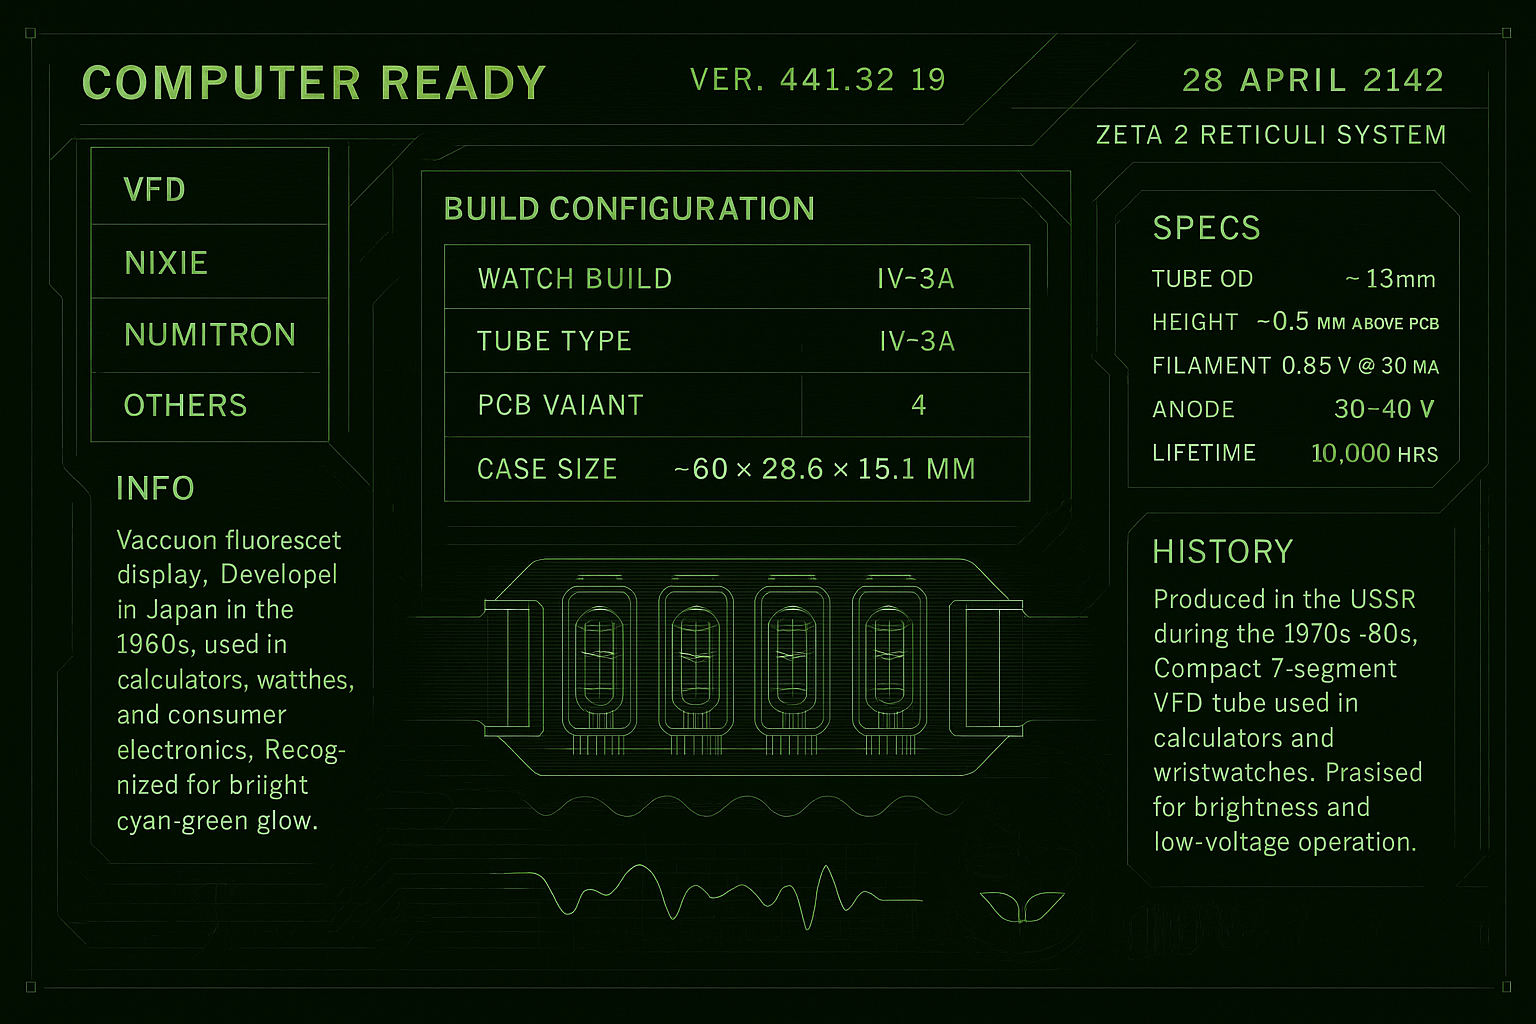 COMPUTER READY
VER. 441.32 19
28 APRIL 2142
ZETA 2 RETICULI SYSTEM
VFD
NIXIE
NUMITRON
OTHERS
INFO
Vaccuon fluorescet
display, Developel
in Japan in the
1960s, used in
calculators, watthes,
and consumer
electronics, Recog-
nized for briight
cyan-green glow.
BUILD CONFIGURATION
WATCH BUILD IV-3A
TUBE TYPE IV-3A
PCB VAIANT 4
CASE SIZE ~60 × 28.6 × 15.1 MM
SPECS
TUBE OD ~13mm
HEIGHT ~0.5 MM ABOVE PCB
FILAMENT 0.85 V @ 30 MA
ANODE 30-40 V
LIFETIME 10,000 HRS
HISTORY
Produced in the USSR
during the 1970s -80s,
Compact 7-segment
VFD tube used in
calculators and
wristwatches. Prasised
for brightness and
low-voltage operation.